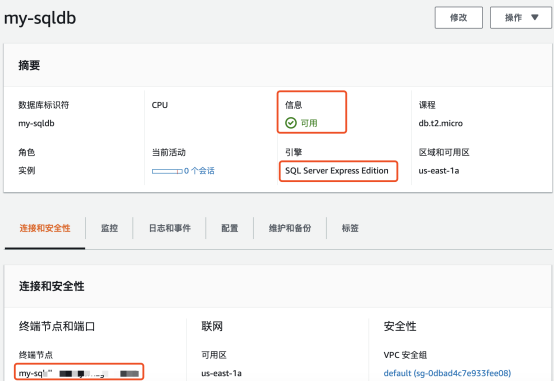 my-sqldb
修改
操作
摘要
数据库标识符
CPU
信息
课程
my-sqldb
可用
db.t2.micro
角色
当前活动
引擎
区域和可用区
实例
0 个会话
SQL Server Express Edition
us-east-1a
连接和安全性
监控
日志和事件
配置
维护和备份
标签
连接和安全性
终端节点和端口
联网
安全性
终端节点
可用区
VPC 安全组
us-east-1a
default (sg-0dbad4c7e933fee08)